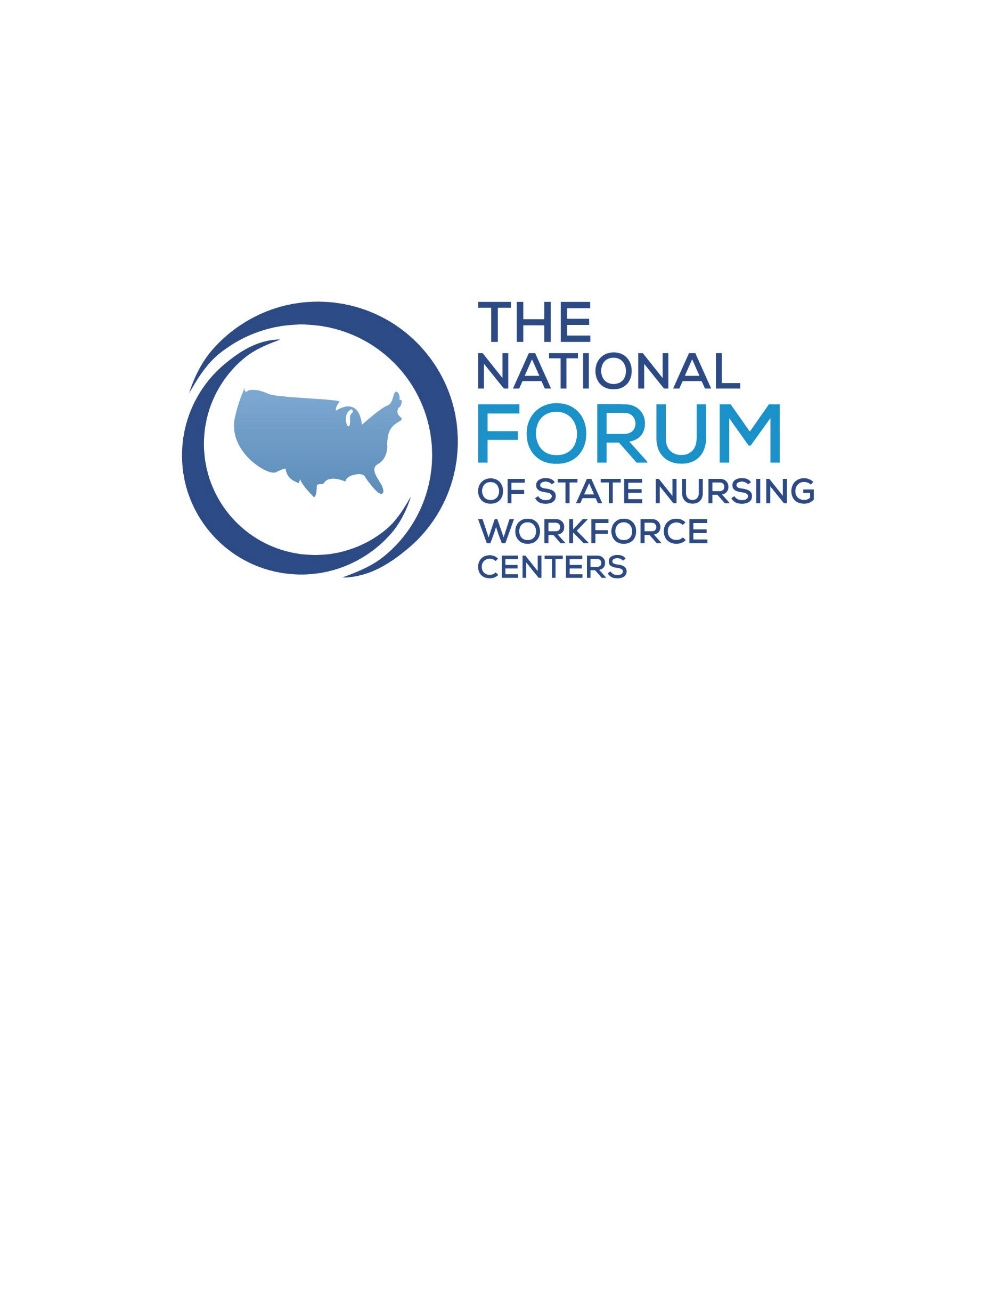 THE
NATIONAL
FORUM
OF STATE NURSING
WORKFORCE
CENTERS